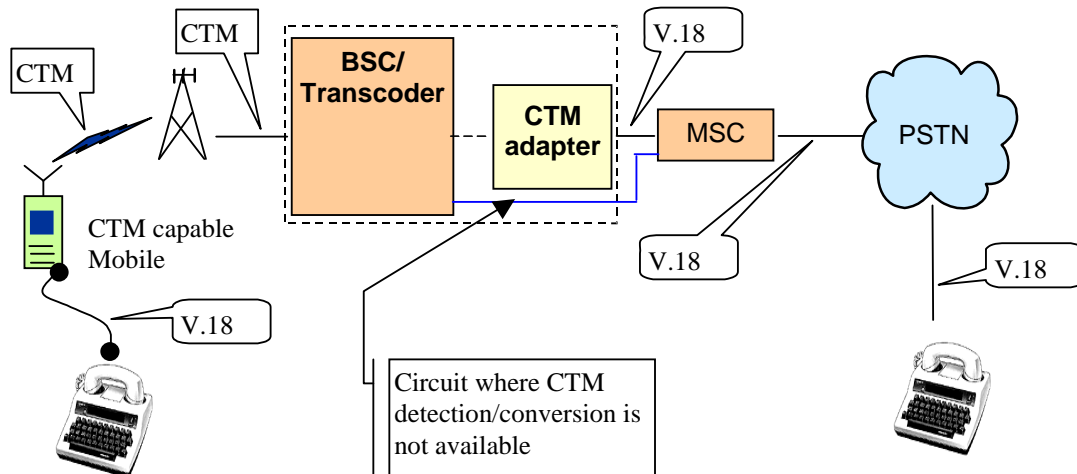 CTM
CTM
BSC/
Transcoder
CTM
adapter
V.18
MSC
PSTN
CTM capable
Mobile
V.18
V.18
V.18
Circuit where CTM
detection/conversion is
not available